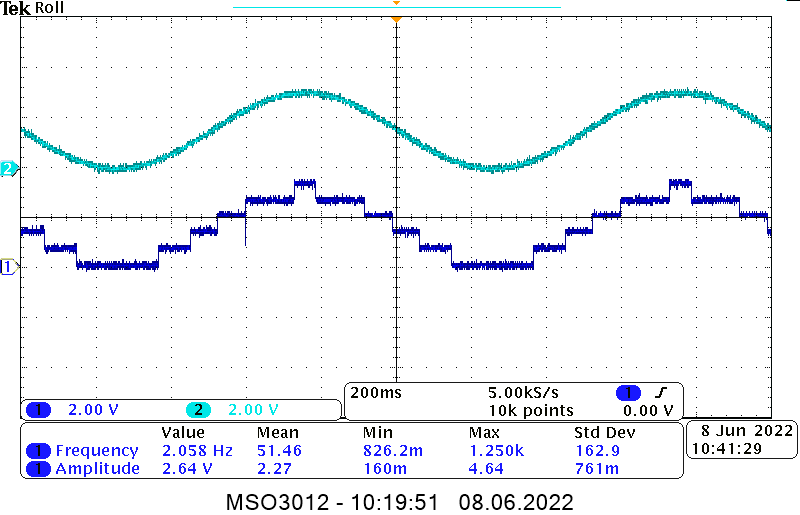 Tek Roll
2
1
1 2.00 V 2 2.00 V
200ms 5.00kS/s 1
10k points 0.00 V
Value Mean Min Max Std Dev
1 Frequency 2.058 Hz 51.46 826.2m 1.250k 162.9
1 Amplitude 2.64 V 2.27 160m 4.64 761m
8 Jun 2022
10:41:29
MSO3012 - 10:19:51 08.06.2022